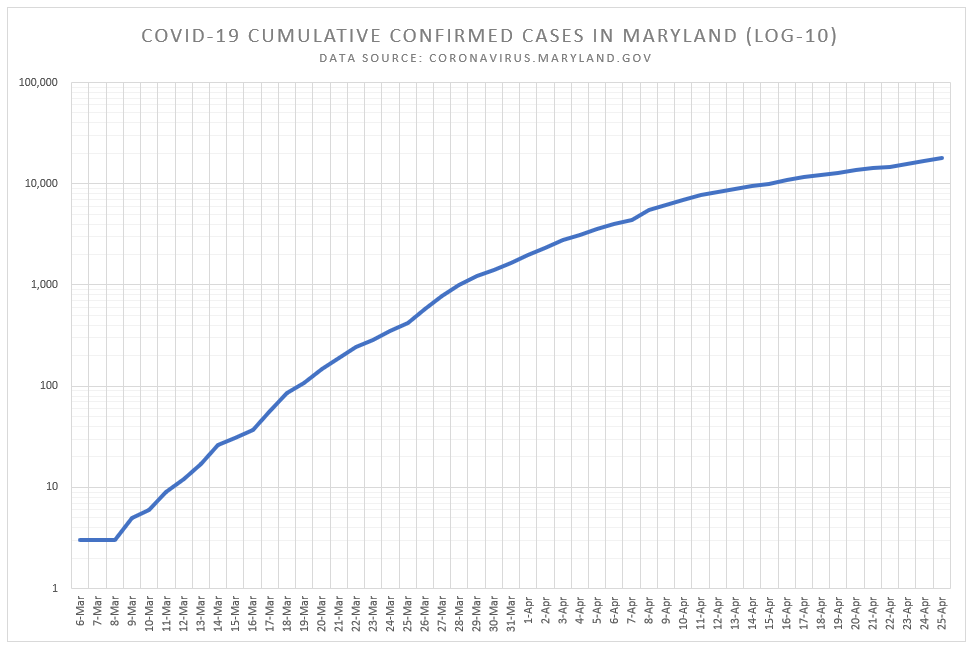 COVID-19 CUMULATIVE CONFIRMED CASES IN MARYLAND (LOG-10)
DATA SOURCE: CORONAVIRUS.MARYLAND.GOV
100,000
10,000
1,000
100
10
1
6-Mar
7-Mar
8-Mar
9-Mar
10-Mar
11-Mar
12-Mar
13-Mar
14-Mar
15-Mar
16-Mar
17-Mar
18-Mar
19-Mar
20-Mar
21-Mar
22-Mar
23-Mar
24-Mar
25-Mar
26-Mar
27-Mar
28-Mar
29-Mar
30-Mar
31-Mar
1-Apr
2-Apr
3-Apr
4-Apr
5-Apr
6-Apr
7-Apr
8-Apr
9-Apr
10-Apr
11-Apr
12-Apr
13-Apr
14-Apr
15-Apr
16-Apr
17-Apr
18-Apr
19-Apr
20-Apr
21-Apr
22-Apr
23-Apr
24-Apr
25-Apr